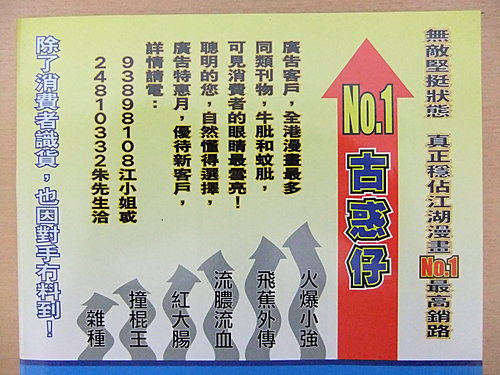 無敵堅挺狀態　真正穩佔江湖漫畫No.1最高銷路
No.1
古惑仔
火爆小強
飛蕉外傳
流膿流血
紅大腸
撞棍王
雜種
廣告客戶，全港漫畫最多
同類刊物，牛肶和蚊肶，
可見消費者的眼睛最雪亮！
聰明的您，自然懂得選擇，
廣告特惠月，優待新客戶，
詳情請電：
93898108江小姐或
24810332朱先生洽
除了消費者識貨，也因對手冇料到！